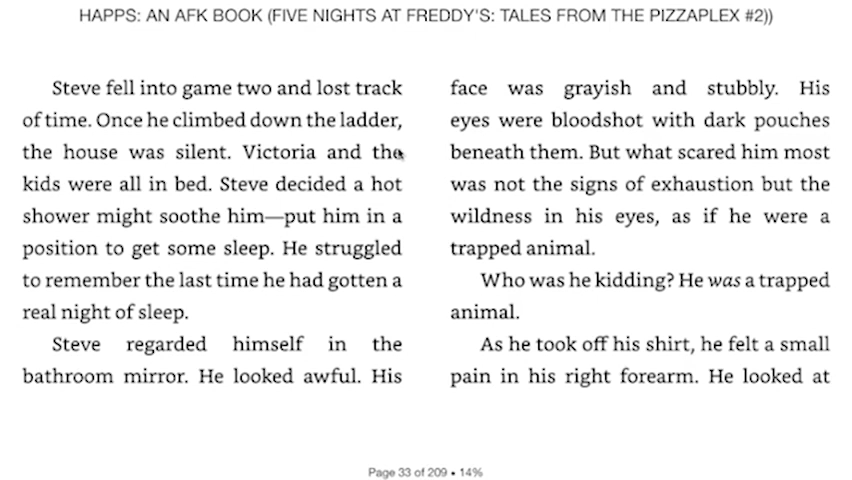 HAPPS: AN AFK BOOK (FIVE NIGHTS AT FREDDY'S: TALES FROM THE PIZZAPLEX #2))
Steve fell into game two and lost track
of time. Once he climbed down the ladder,
the house was silent. Victoria and the
kids were all in bed. Steve decided a hot
shower might soothe him—put him in a
position to get some sleep. He struggled
to remember the last time he had gotten a
real night of sleep.
Steve regarded himself in the
bathroom mirror. He looked awful. His
face was grayish and stubbly. His
eyes were bloodshot with dark pouches
beneath them. But what scared him most
was not the signs of exhaustion but the
wildness in his eyes, as if he were a
trapped animal.
Who was he kidding? He was a trapped
animal.
As he took off his shirt, he felt a small
pain in his right forearm. He looked at
Page 33 of 209 • 14%